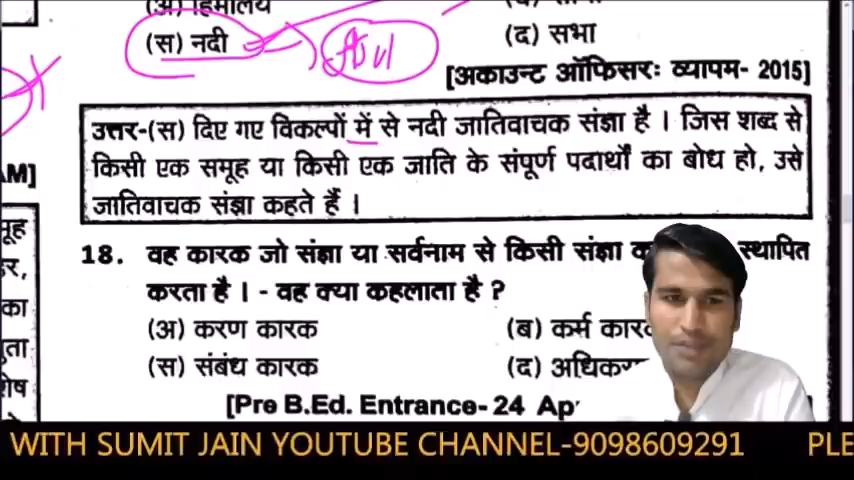 (अ) हिमालय
(स) नदी
(द) सभा
[अकाउन्ट ऑफिसरः व्यापम- 2015]
उत्तर-(स) दिए गए विकल्पों में से नदी जातिवाचक संज्ञा है । जिस शब्द से
किसी एक समूह या किसी एक जाति के संपूर्ण पदार्थों का बोध हो, उसे
जातिवाचक संज्ञा कहते हैं ।
18. वह कारक जो संज्ञा या सर्वनाम से किसी संज्ञा स्थापित
करता है । - वह क्या कहलाता है ?
(अ) करण कारक
(ब) कर्म
(स) संबंध कारक
(द)
[Pre B.Ed. Entrance- 24
WITH SUMIT JAIN YOUTUBE CHANNEL-9098609291 PLE